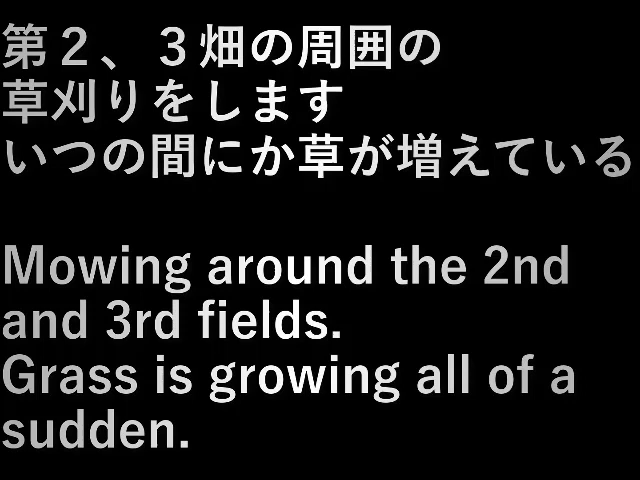 第２、３畑の周囲の
草刈りをします
いつの間にか草が増えている
Mowing around the 2nd
and 3rd fields.
Grass is growing all of a
sudden.